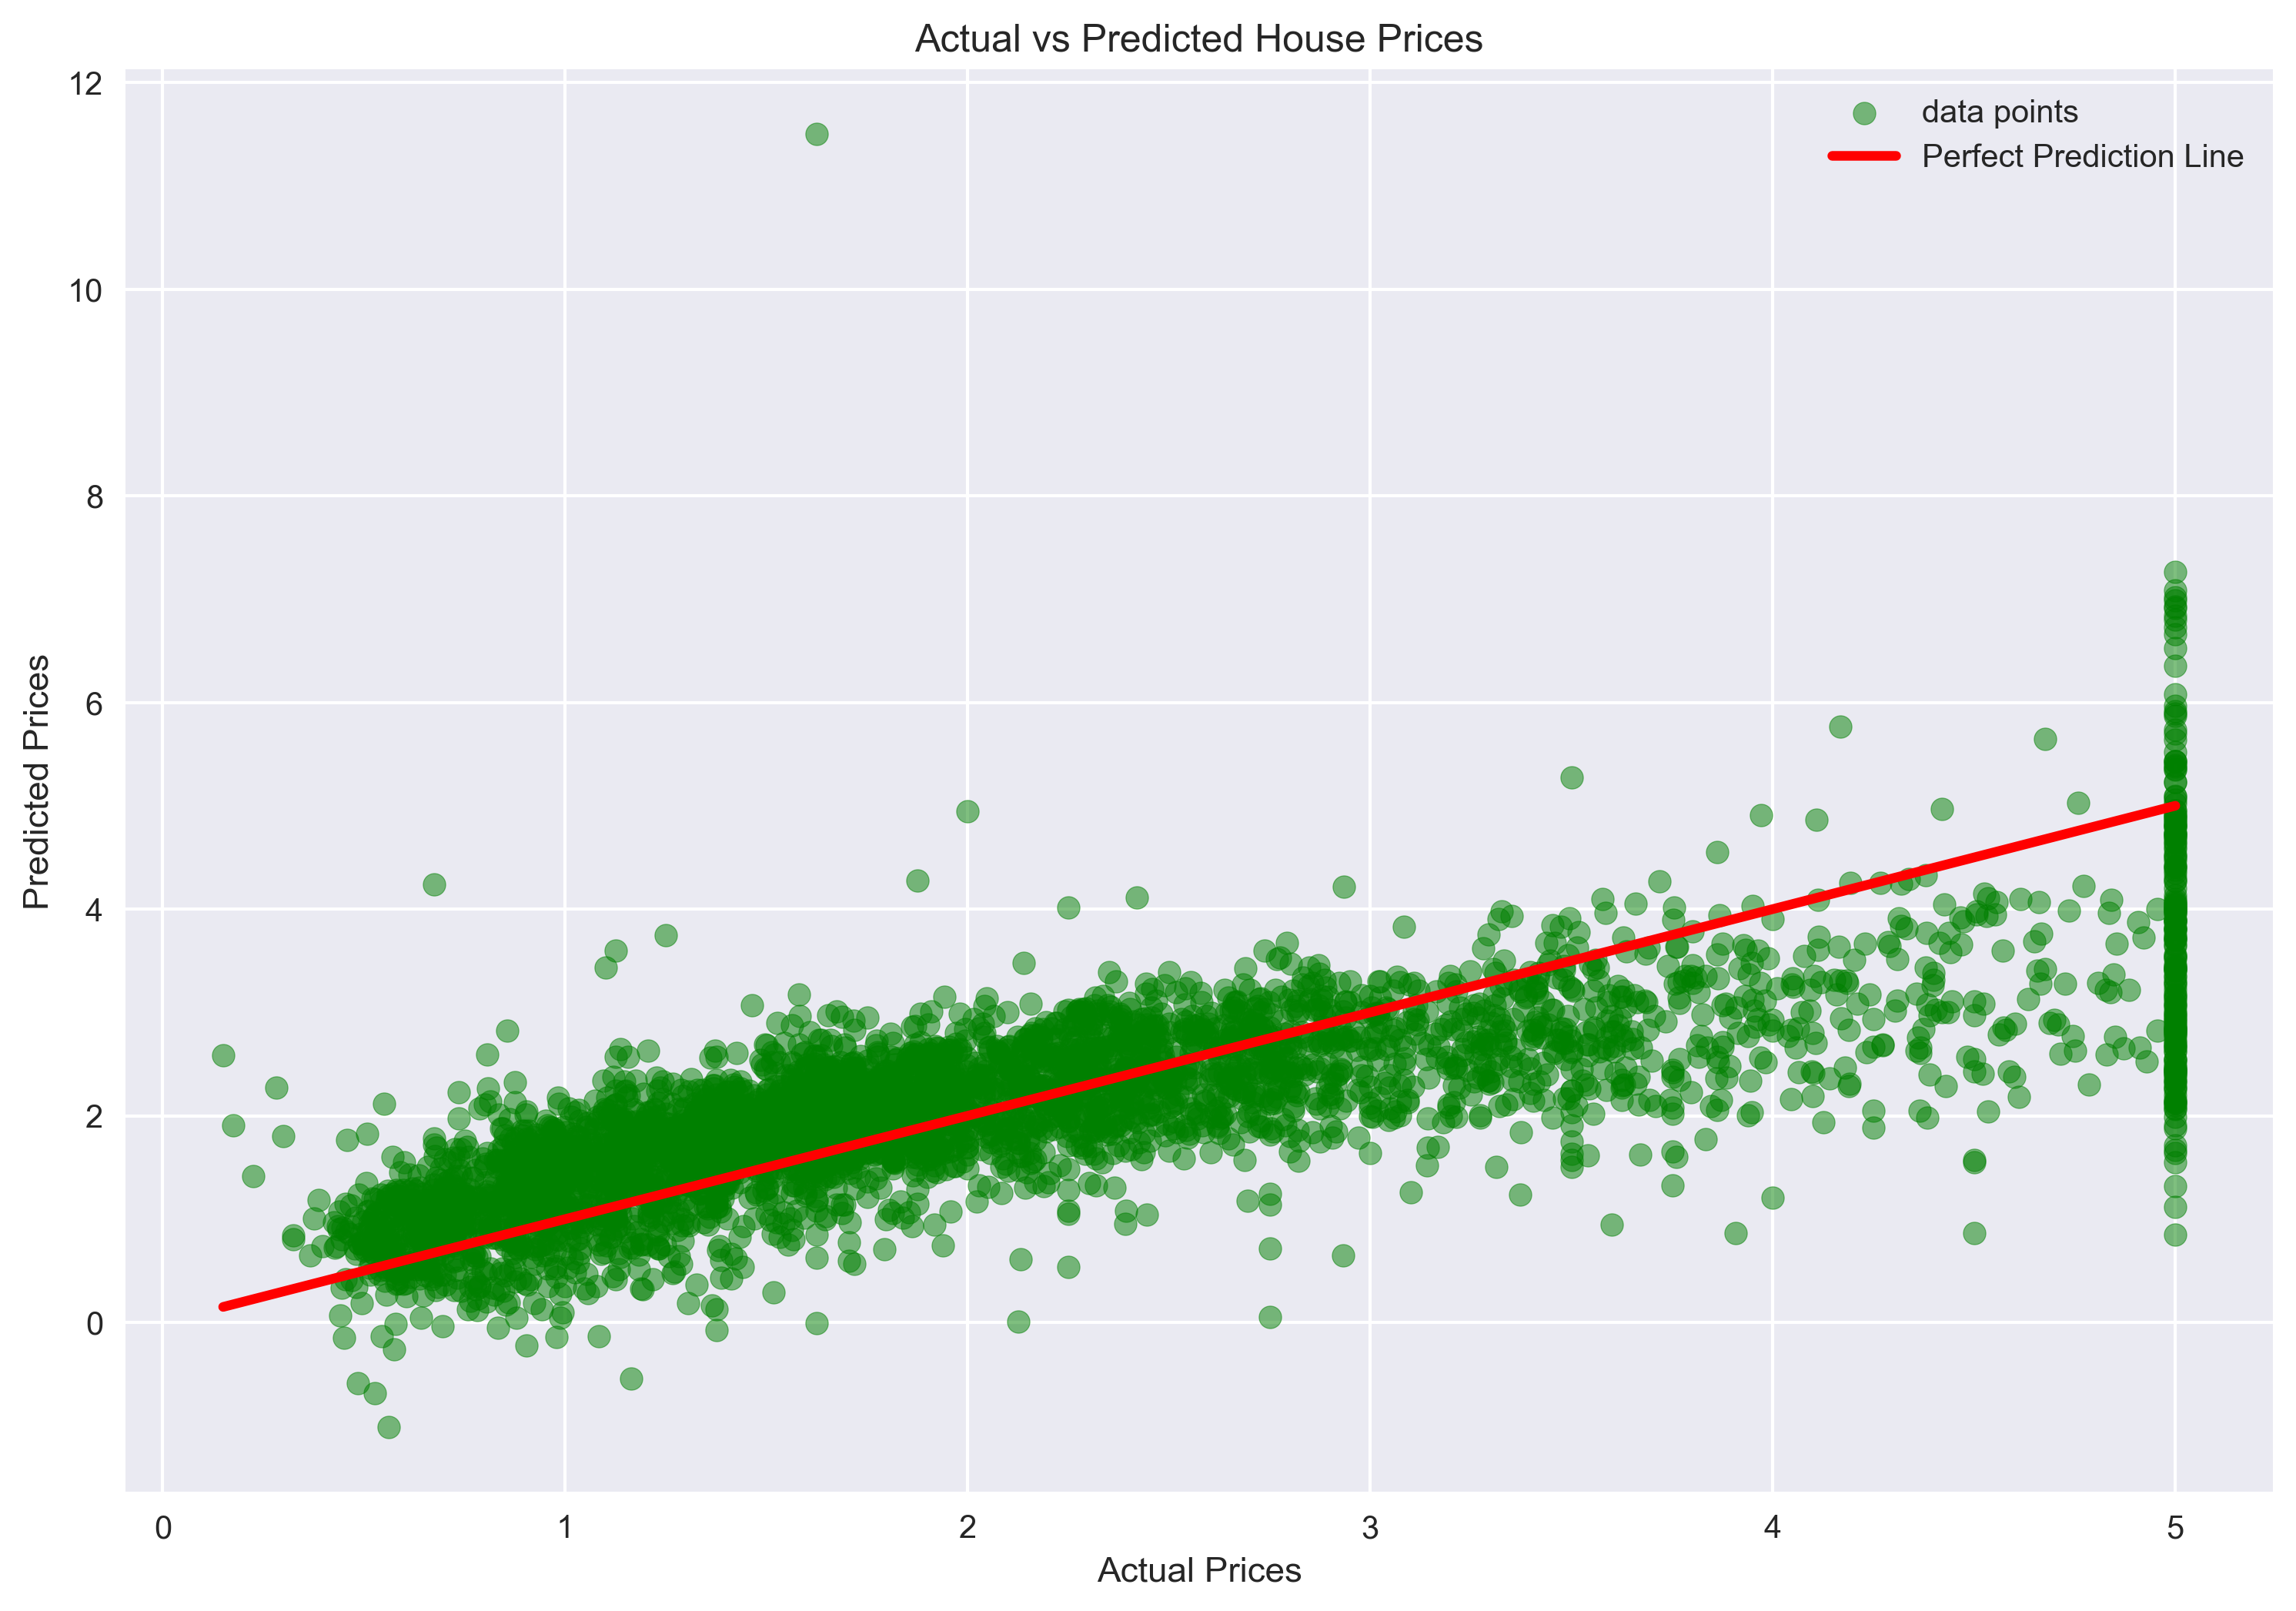 Actual vs Predicted House Prices
12
10
8
6
4
2
0
Predicted Prices
data points
Perfect Prediction Line
0 1 2 3 4 5
Actual Prices